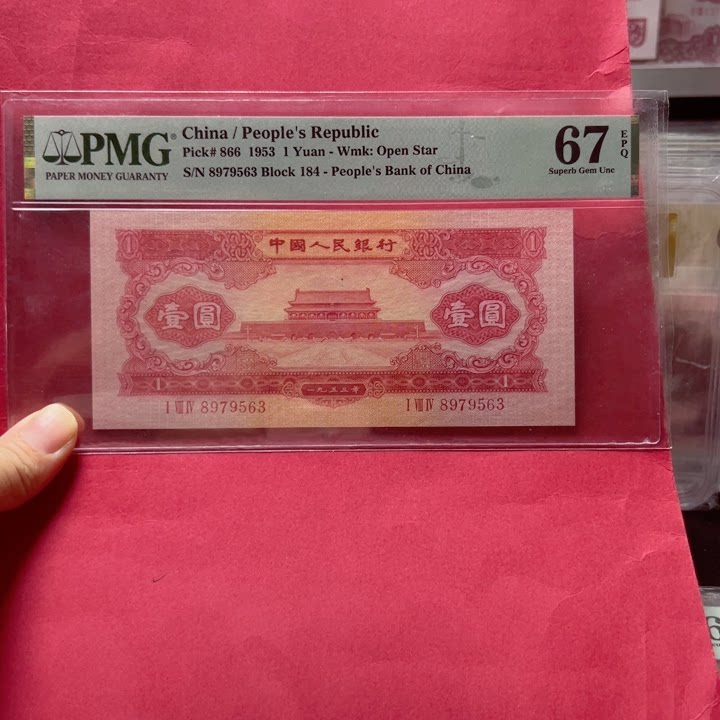 PMG®
PAPER MONEY GUARANTY
China / People's Republic
Pick# 866 1953 1 Yuan - Wmk: Open Star
S/N 8979563 Block 184 - People's Bank of China
67
EPQ
Superb Gem Unc
中國人民銀行
1 1
壹圓 壹圓
1 一九五三年 1
I VIII IV 8979563 I VIII IV 8979563